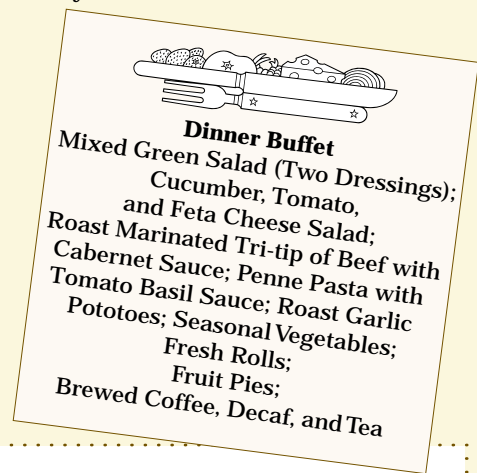 Dinner Buffet
Mixed Green Salad (Two Dressings);
Cucumber, Tomato,
and Feta Cheese Salad;
Roast Marinated Tri-tip of Beef with
Cabernet Sauce; Penne Pasta with
Tomato Basil Sauce; Roast Garlic
Pototoes; Seasonal Vegetables;
Fresh Rolls;
Fruit Pies;
Brewed Coffee, Decaf, and Tea